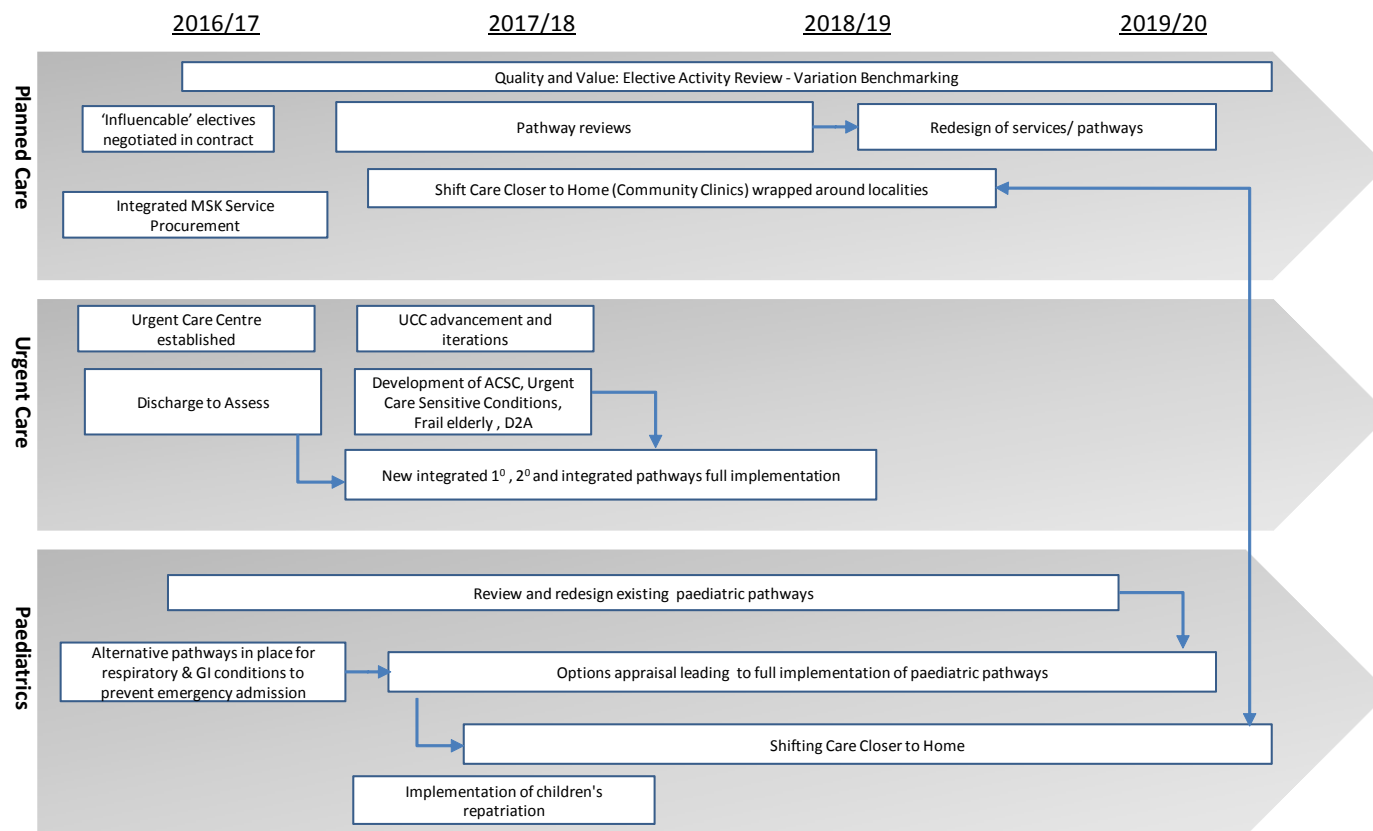 2016/17
2017/18
2018/19
2019/20
Planned Care
Quality and Value: Elective Activity Review - Variation Benchmarking
‘Influencable’ electives
negotiated in contract
Pathway reviews
Redesign of services/ pathways
Shift Care Closer to Home (Community Clinics) wrapped around localities
Integrated MSK Service
Procurement
Urgent Care
Urgent Care Centre
established
UCC advancement and
iterations
Discharge to Assess
Development of ACSC, Urgent
Care Sensitive Conditions,
Frail elderly , D2A
New integrated 1⁰ , 2⁰ and integrated pathways full implementation
Paediatrics
Review and redesign existing paediatric pathways
Alternative pathways in place for
respiratory & GI conditions to
prevent emergency admission
Options appraisal leading to full implementation of paediatric pathways
Shifting Care Closer to Home
Implementation of children's
repatriation